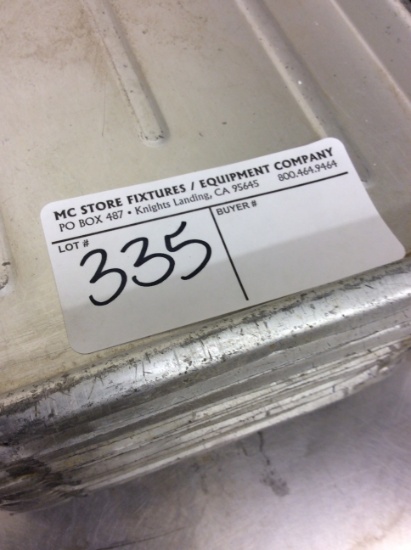 MC STORE FIXTURES / EQUIPMENT COMPANY
PO BOX 487 • Knights Landing, CA 95645 800.464.9464
LOT # BUYER #
335